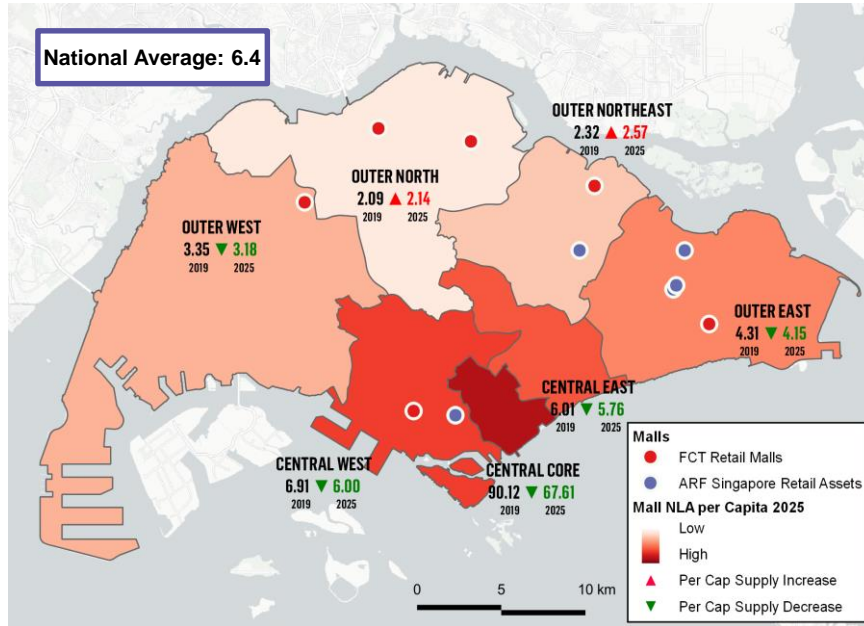 National Average: 6.4
OUTER NORTHEAST
2.32 ▲ 2.57
2019 2025
OUTER NORTH
2.09 ▲ 2.14
2019 2025
OUTER WEST
3.35 ▼ 3.18
2019 2025
OUTER EAST
4.31 ▼ 4.15
2019 2025
CENTRAL EAST
6.01 ▼ 5.76
2019 2025
CENTRAL WEST
6.91 ▼ 6.00
2019 2025
CENTRAL CORE
90.12 ▼ 67.61
2019 2025
Malls
FCT Retail Malls
ARF Singapore Retail Assets
Mall NLA per Capita 2025
Low
High
Per Cap Supply Increase
Per Cap Supply Decrease
0 5 10 km